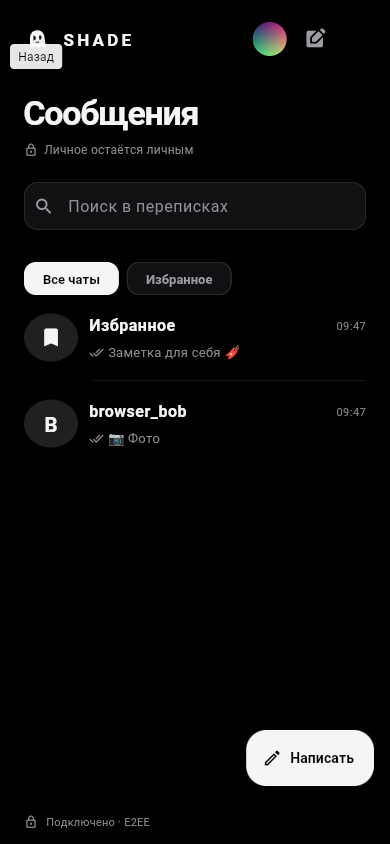 SHADE
Назад
Сообщения
Личное остаётся личным
Поиск в переписках
Все чаты
Избранное
Избранное
09:47
Заметка для себя 🧨
browser_bob
09:47
B
📷 Фото
Написать
Подключено · E2EE